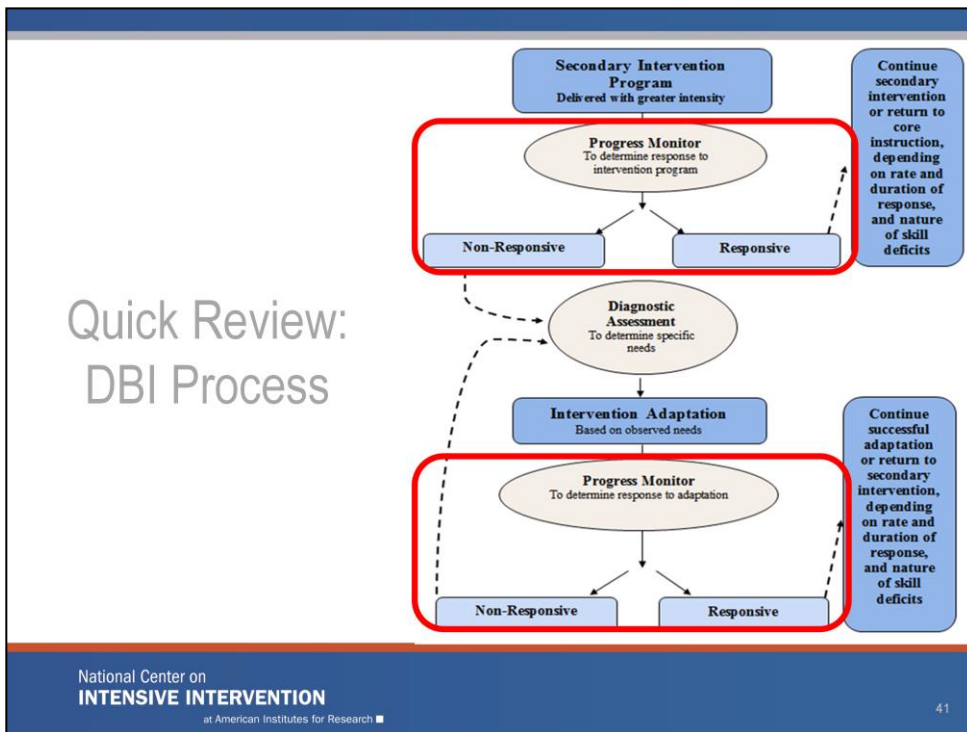 Quick Review:
DBI Process
Secondary Intervention
Program
Delivered with greater intensity
Progress Monitor
To determine response to
intervention program
Non-Responsive
Responsive
Continue
secondary
intervention
or return to
core
instruction,
depending
on rate and
duration of
response,
and nature
of skill
deficits
Diagnostic
Assessment
To determine specific
needs
Intervention Adaptation
Based on observed needs
Progress Monitor
To determine response to adaptation
Non-Responsive
Responsive
Continue
successful
adaptation
or return to
secondary
intervention,
depending
on rate and
duration of
response,
and nature
of skill
deficits
National Center on
INTENSIVE INTERVENTION
at American Institutes for Research
41